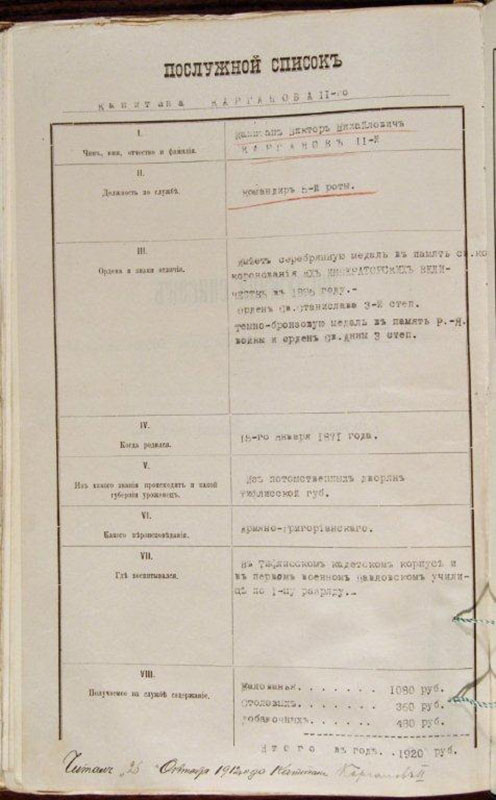 ПОСЛУЖНОЙ СПИСОКЪ
Капитана КАРГАНОВА II-го
I.
Чинъ, имя, отчество и фамилія.
Капитанъ Викторъ Михайловичъ
КАРГАНОВЪ II-й
II.
Должность по службѣ.
Командиръ 5-й роты.
III.
Ордена и знаки отличія.
Имѣетъ серебряную медаль въ память св.ко
коронованія ИХЪ ИМПЕРАТОРСКИХЪ ВЕЛИ-
ЧЕСТВЪ въ 1896 году.-
орденъ Св.Станислава 3-й степ.
темно-бронзовую медаль въ память Р.-Я.
войны и орденъ Св.Анны 3 степ.
IV.
Когда родился.
15-го января 1871 года.
V.
Изъ какого званія происходитъ и какой
губерніи уроженецъ.
Изъ потомственныхъ дворянъ
Тифлисской губ.
VI.
Какого вѣроисповѣданія.
Армяно-григоріанскаго.
VII.
Гдѣ воспитывался.
Въ Тифлисскомъ кадетскомъ корпусѣ и
въ первомъ военномъ Павловскомъ учили-
щѣ по 1-му разряду.-
VIII.
Получаемое на службѣ содержаніе.
Жалованья. . . . . . . 1080 руб.
Столовыхъ. . . . . . . 360 руб.
добавочныхъ. . . . . . 480 руб.
Итого въ годъ. .1920 руб.
Читалъ „26 Октября 1912 года Капитанъ Каргановъ II